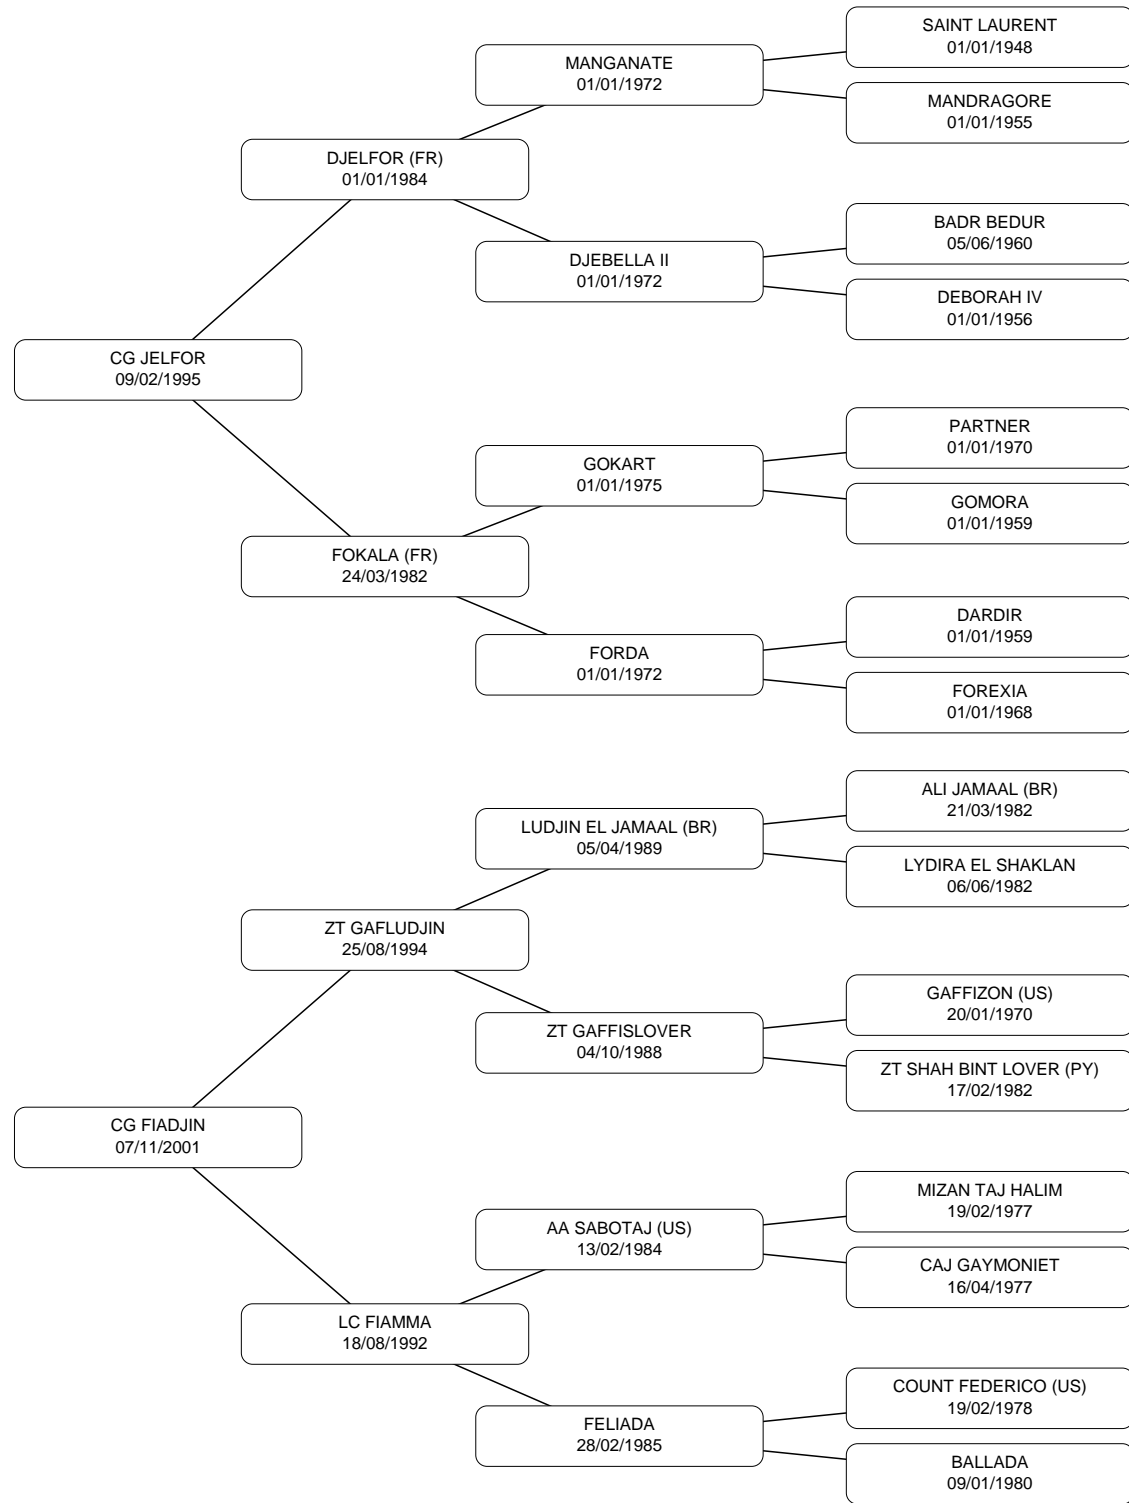 SAINT LAURENT
01/01/1948
MANGANATE
01/01/1972
MANDRAGORE
01/01/1955
DJELFOR (FR)
01/01/1984
BADR BEDUR
05/06/1960
DJEBELLA II
01/01/1972
DEBORAH IV
01/01/1956
CG JELFOR
09/02/1995
PARTNER
01/01/1970
GOKART
01/01/1975
GOMORA
01/01/1959
FOKALA (FR)
24/03/1982
DARDIR
01/01/1959
FORDA
01/01/1972
FOREXIA
01/01/1968
ALI JAMAAL (BR)
21/03/1982
LUDJIN EL JAMAAL (BR)
05/04/1989
LYDIRA EL SHAKLAN
06/06/1982
ZT GAFLUDJIN
25/08/1994
GAFFIZON (US)
20/01/1970
ZT GAFFISLOVER
04/10/1988
ZT SHAH BINT LOVER (PY)
17/02/1982
CG FIADJIN
07/11/2001
MIZAN TAJ HALIM
19/02/1977
AA SABOTAJ (US)
13/02/1984
CAJ GAYMONIET
16/04/1977
LC FIAMMA
18/08/1992
COUNT FEDERICO (US)
19/02/1978
FELIADA
28/02/1985
BALLADA
09/01/1980